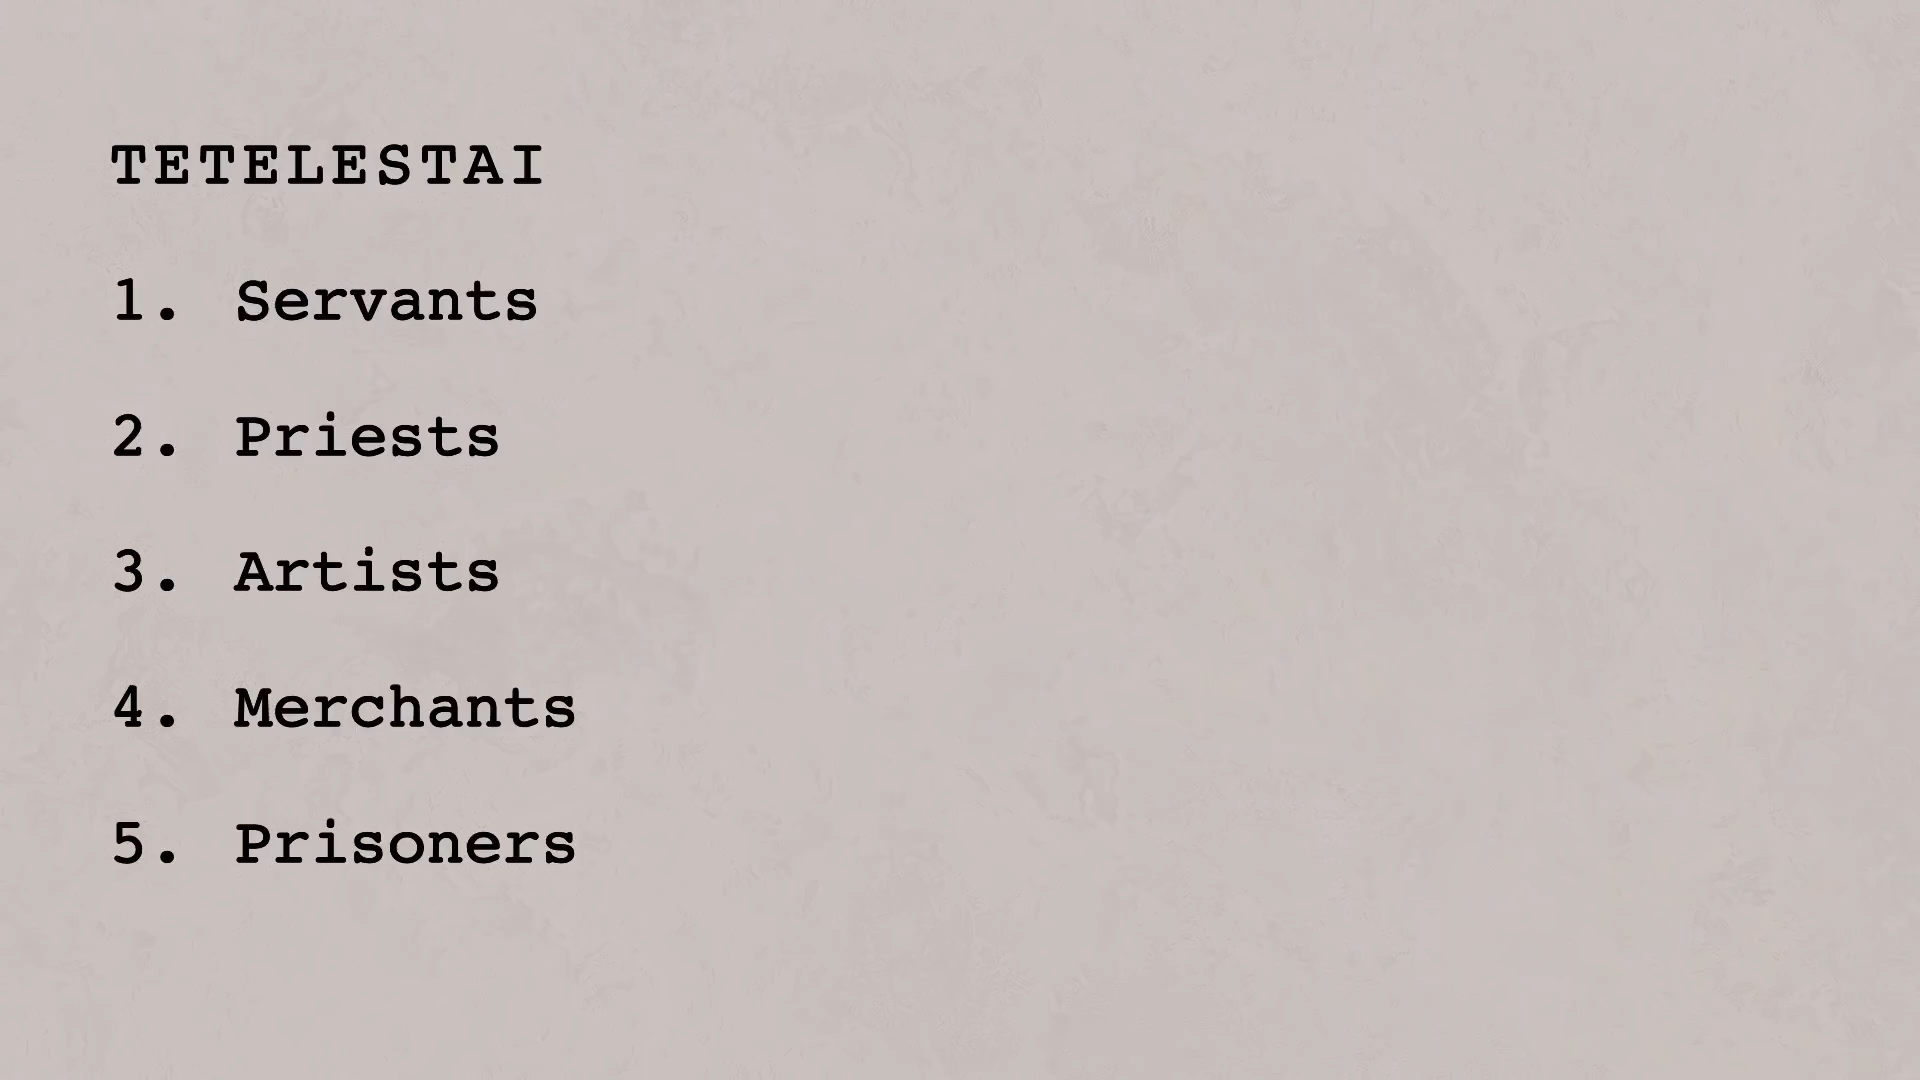 TETELESTAI
1. Servants
2. Priests
3. Artists
4. Merchants
5. Prisoners